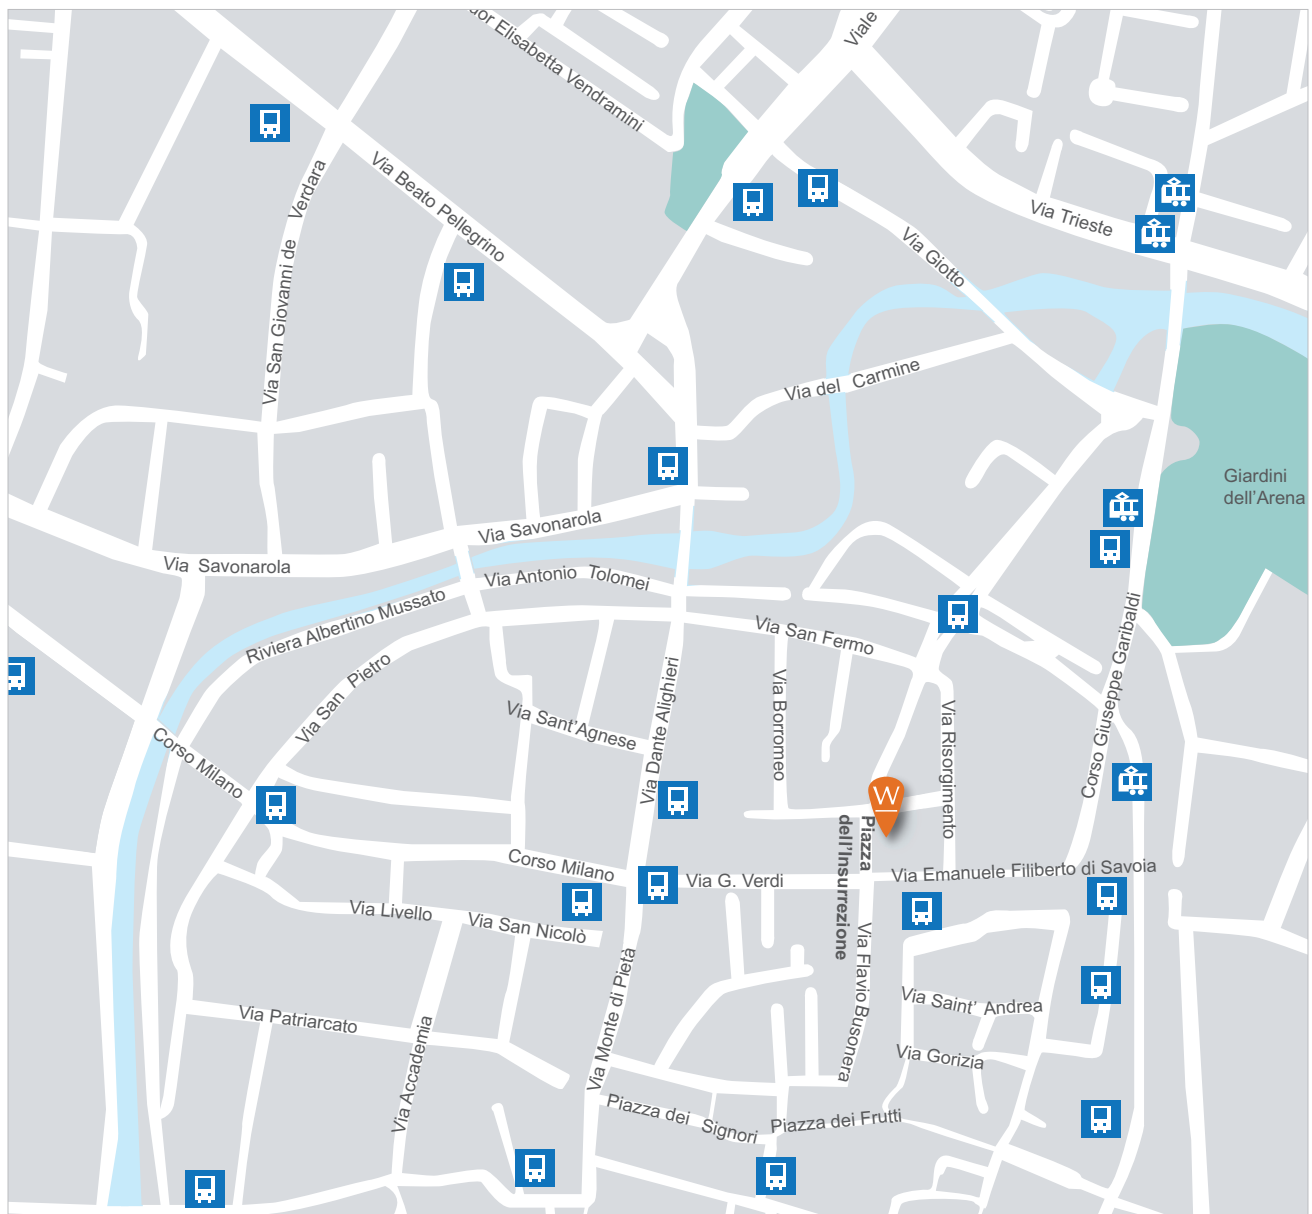 Viale
dor Elisabetta Vendramini
Via San Giovanni de Verdara
Via Beato Pellegrino
Via Trieste
Via Giotto
Via del Carmine
Giardini
dell'Arena
Via Savonarola
Via Savonarola
Via Antonio Tolomei
Riviera Albertino Mussato
Via San Fermo
Via San Pietro
Via Sant'Agnese
Via Dante Alighieri
Via Borromeo
Via Risorgimento
Corso Giuseppe Garibaldi
Corso Milano
W
Piazza
dell'Insurrezione
Corso Milano
Via G. Verdi
Via Emanuele Filiberto di Savoia
Via Livello
Via San Nicolò
Via Flavio Busonera
Via Monte di Pietà
Via Saint' Andrea
Via Patriarcato
Via Accademia
Via Gorizia
Piazza dei Signori
Piazza dei Frutti